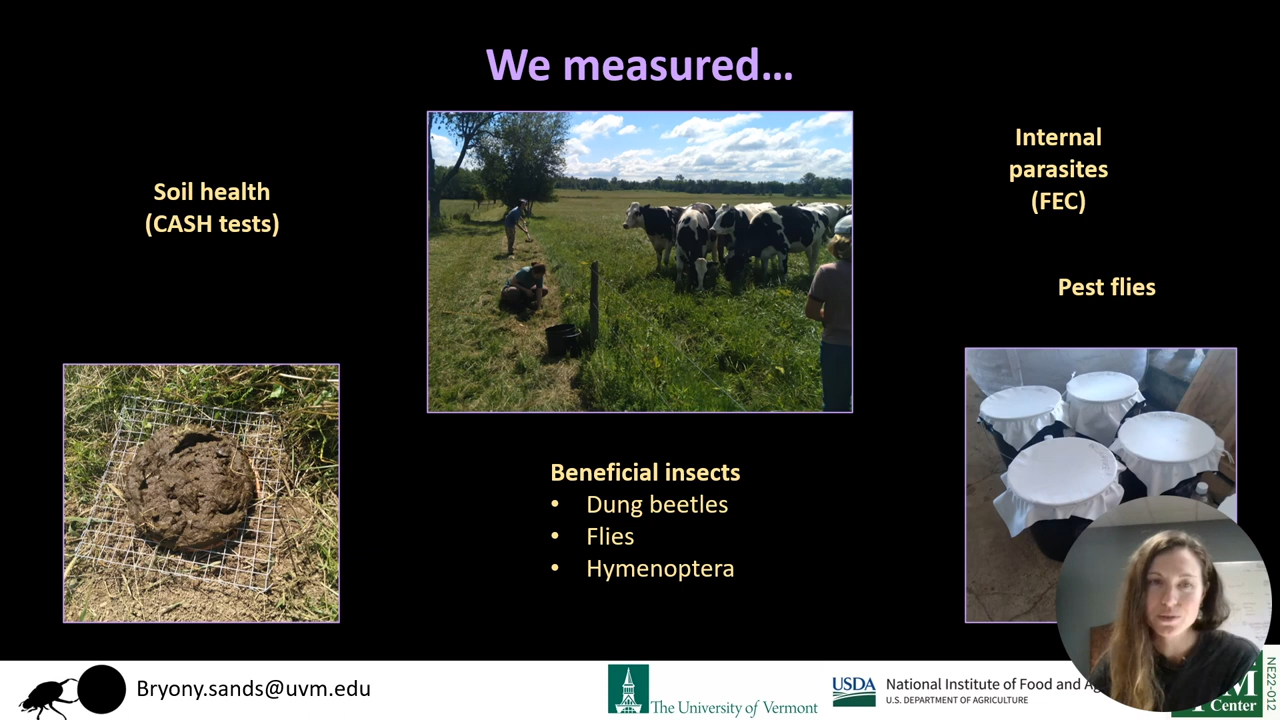 We measured...
Soil health
(CASH tests)
Internal
parasites
(FEC)
Pest flies
Beneficial insects
• Dung beetles
• Flies
• Hymenoptera
Bryony.sands@uvm.edu
The University of Vermont
USDA
National Institute of Food and
U.S. DEPARTMENT OF AGRICULTURE
Center
NE22-012